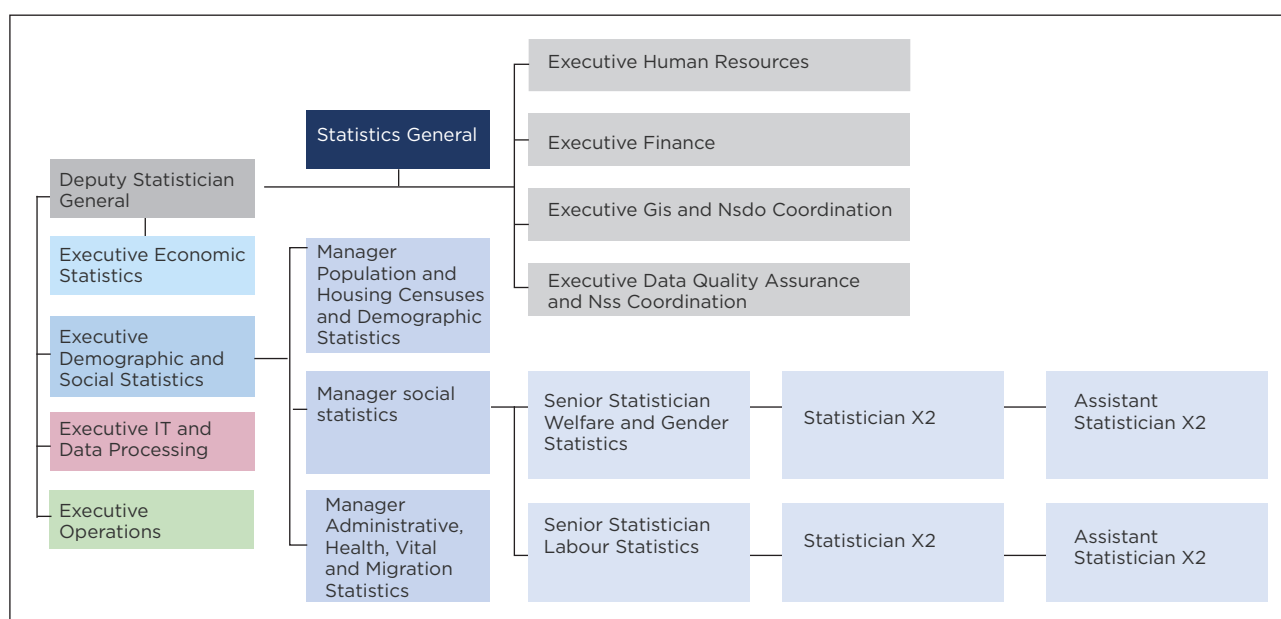 Executive Human Resources
Statistics General
Executive Finance
Deputy Statistician
General
Executive Gis and Nsdo Coordination
Executive Economic
Statistics
Manager
Population and
Housing Censuses
and Demographic
Statistics
Executive Data Quality Assurance
and Nss Coordination
Executive
Demographic and
Social Statistics
Manager social
statistics
Senior Statistician
Welfare and Gender
Statistics
Statistician X2
Assistant
Statistician X2
Executive IT and
Data Processing
Executive
Operations
Manager
Administrative,
Health, Vital
and Migration
Statistics
Senior Statistician
Labour Statistics
Statistician X2
Assistant
Statistician X2